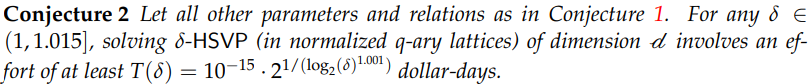 Conjecture 2 Let all other parameters and relations as in Conjecture 1. For any δ ∈
(1, 1.015], solving δ-HSVP (in normalized q-ary lattices) of dimension d involves an ef-
fort of at least T(δ) = 10⁻¹⁵ · 2^{1/(log₂(δ)^{1.001})} dollar-days.